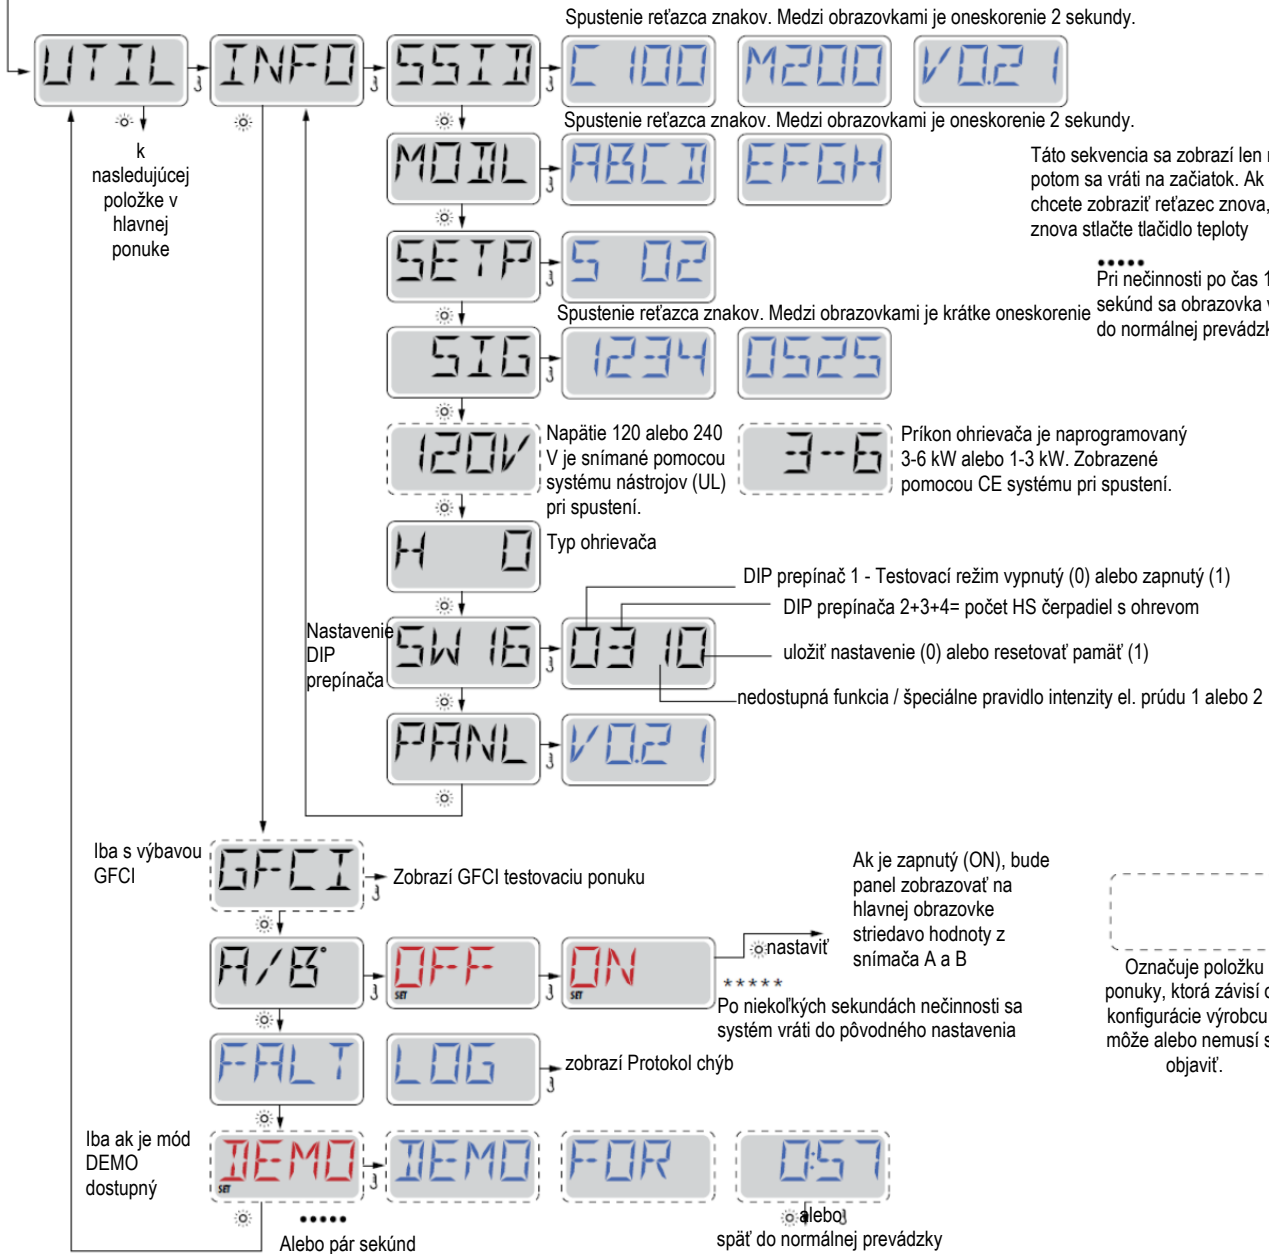 Spustenie reťazca znakov. Medzi obrazovkami je oneskorenie 2 sekundy.
UTIL
INFO
SSID
C 100
M200
V0.21
k
nasledujúcej
položke v
hlavnej
ponuke
Spustenie reťazca znakov. Medzi obrazovkami je oneskorenie 2 sekundy.
MODL
ABCD
EFGH
Táto sekvencia sa zobrazí len
potom sa vráti na začiatok. Ak
chcete zobraziť reťazec znova,
znova stlačte tlačidlo teploty
SETP
S 02
•••••
Pri nečinnosti po čas 1
sekúnd sa obrazovka
do normálnej
Spustenie reťazca znakov. Medzi obrazovkami je krátke oneskorenie
SIG
1234
0525
120V
Napätie 120 alebo 240
V je snímané pomocou
systému nástrojov (UL)
pri spustení.
3--6
Príkon ohrievača je naprogramovaný
3-6 kW alebo 1-3 kW. Zobrazené
pomocou CE systému pri spustení.
H 0
Typ ohrievača
DIP prepínač 1 - Testovací režim vypnutý (0) alebo zapnutý (1)
DIP prepínača 2+3+4= počet HS čerpadiel s ohrevom
Nastavenie
DIP
prepínača
SW 16
0310
uložiť nastavenie (0) alebo resetovať pamäť (1)
nedostupná funkcia / špeciálne pravidlo intenzity el. prúdu 1 alebo 2
PANL
V0.21
Iba s výbavou
GFCI
GFCI
Zobrazí GFCI testovaciu ponuku
Ak je zapnutý (ON), bude
panel zobrazovať na
hlavnej obrazovke
striedavo hodnoty z
snímača A a B
A/B°
OFF
SET
ON
SET
nastaviť
*****
Po niekoľkých sekundách nečinnosti sa
systém vráti do pôvodného nastavenia
Označuje položku
ponuky, ktorá závisí
konfigurácie výrobcu
môže alebo nemusí
objaviť.
FALT
LOG
zobrazí Protokol chýb
Iba ak je mód
DEMO
dostupný
DEMO
SET
DEMO
FOR
0:57
•••••
Alebo pár sekúnd
alebo
späť do normálnej prevádzky